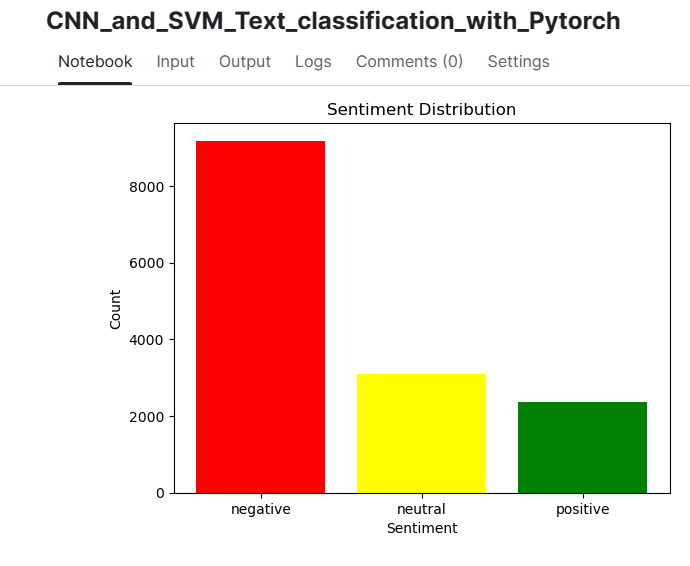 CNN_and_SVM_Text_classification_with_Pytorch
Notebook Input Output Logs Comments (0) Settings
Sentiment Distribution
8000
6000
4000
2000
0
Count
negative neutral positive
Sentiment